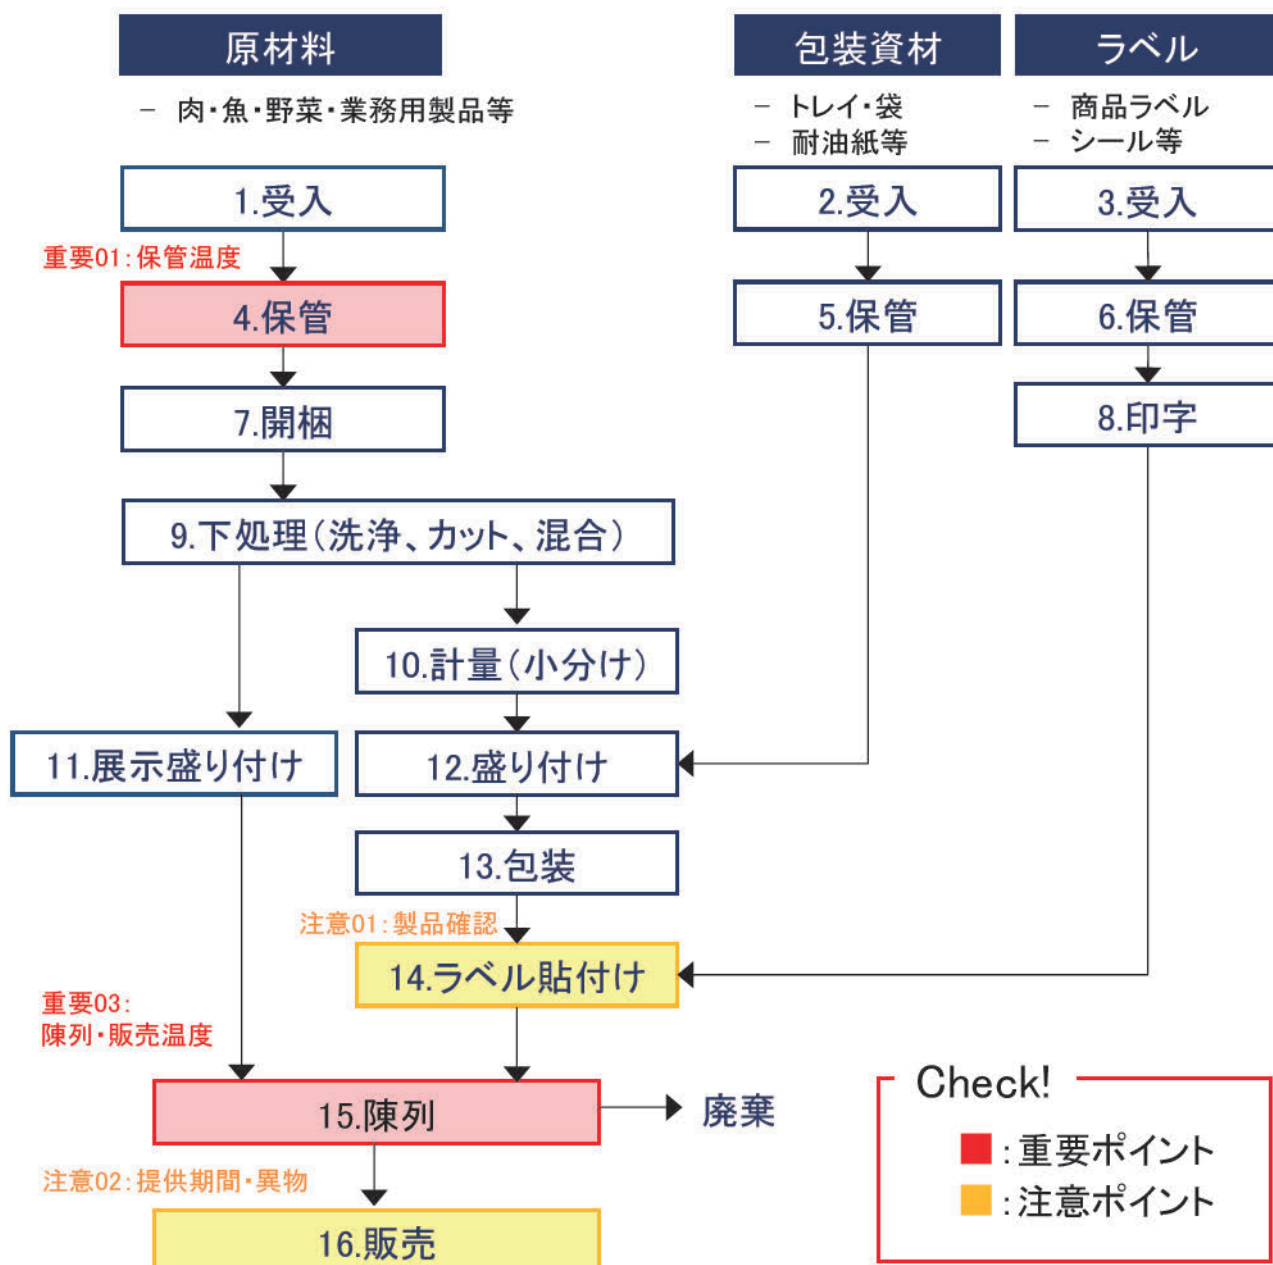 原材料
包装資材
ラベル
－ 肉・魚・野菜・業務用製品等
－ トレイ・袋
－ 耐油紙等
－ 商品ラベル
－ シール等
1.受入
2.受入
3.受入
重要01：保管温度
4.保管
5.保管
6.保管
7.開梱
8.印字
9.下処理（洗浄、カット、混合）
10.計量（小分け）
11.展示盛り付け
12.盛り付け
13.包装
注意01：製品確認
14.ラベル貼付け
重要03：
陳列・販売温度
15.陳列
廃棄
注意02：提供期間・異物
16.販売
Check!
：重要ポイント
：注意ポイント